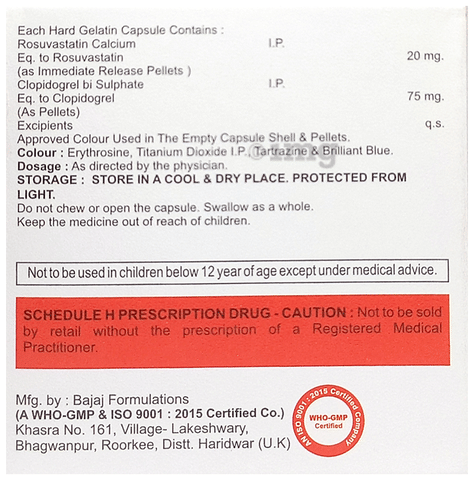 Each Hard Gelatin Capsule Contains :
Rosuvastatin Calcium I.P.
Eq. to Rosuvastatin 20 mg.
(as Immediate Release Pellets )
Clopidogrel bi Sulphate I.P.
Eq. to Clopidogrel 75 mg.
(As Pellets)
Excipients q.s.
Approved Colour Used in The Empty Capsule Shell & Pellets.
Colour : Erythrosine, Titanium Dioxide I.P. Tartrazine & Brilliant Blue.
Dosage : As directed by the physician.
STORAGE : STORE IN A COOL & DRY PLACE. PROTECTED FROM
LIGHT.
Do not chew or open the capsule. Swallow as a whole.
Keep the medicine out of reach of children.
Not to be used in children below 12 year of age except under medical advice.
SCHEDULE H PRESCRIPTION DRUG - CAUTION : Not to be sold
by retail without the prescription of a Registered Medical
Practitioner.
Mfg. by : Bajaj Formulations
(A WHO-GMP & ISO 9001 : 2015 Certified Co.)
Khasra No. 161, Village- Lakeshwary,
Bhagwanpur, Roorkee, Distt. Haridwar (U.K)
AN ISO 9001 : 2015 Certified Company
WHO-GMP
Certified
1mg